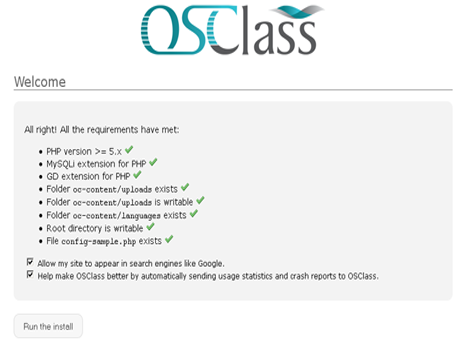 OSClass
Welcome
All right! All the requirements have met:
PHP version >= 5.x
MySQLi extension for PHP
GD extension for PHP
Folder oc-content/uploads exists
Folder oc-content/uploads is writable
Folder oc-content/languages exists
Root directory is writable
File config-sample.php exists
Allow my site to appear in search engines like Google.
Help make OSClass better by automatically sending usage statistics and crash reports to OSClass.
Run the install